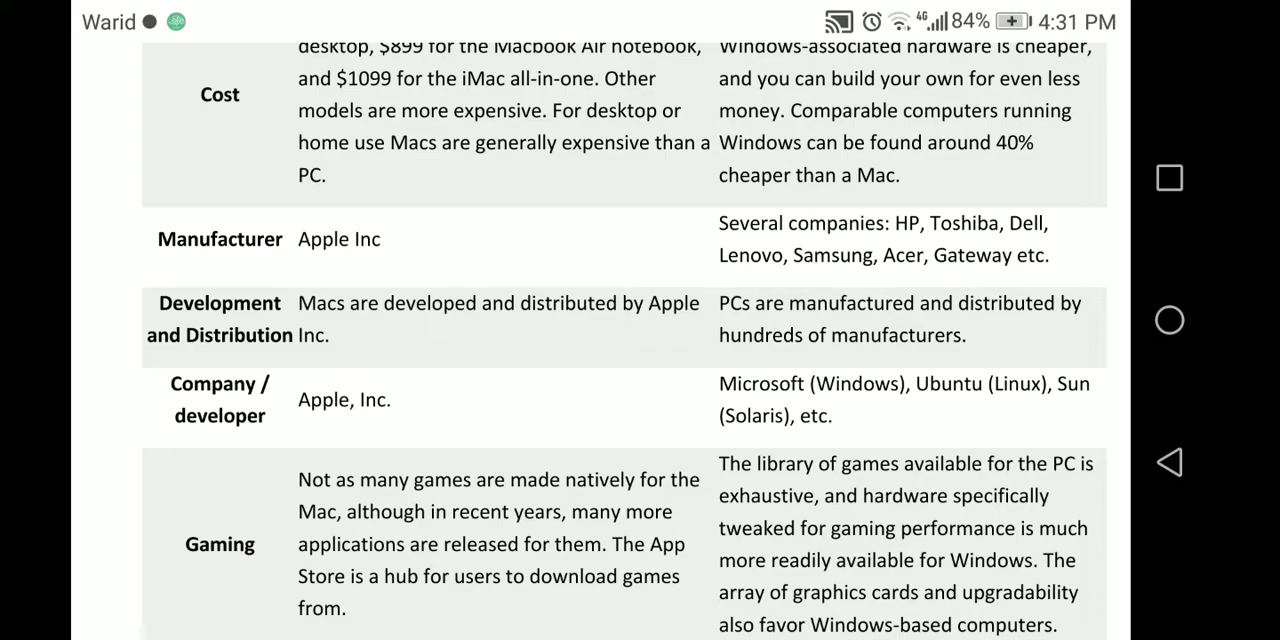 Warid 4G 84% 4:31 PM
desktop, $899 for the Macbook Air notebook,
and $1099 for the iMac all-in-one. Other
models are more expensive. For desktop or
home use Macs are generally expensive than a
PC.
Cost
Windows-associated hardware is cheaper,
and you can build your own for even less
money. Comparable computers running
Windows can be found around 40%
cheaper than a Mac.
Manufacturer
Apple Inc
Several companies: HP, Toshiba, Dell,
Lenovo, Samsung, Acer, Gateway etc.
Development
and Distribution
Macs are developed and distributed by Apple
Inc.
PCs are manufactured and distributed by
hundreds of manufacturers.
Company /
developer
Apple, Inc.
Microsoft (Windows), Ubuntu (Linux), Sun
(Solaris), etc.
Gaming
Not as many games are made natively for the
Mac, although in recent years, many more
applications are released for them. The App
Store is a hub for users to download games
from.
The library of games available for the PC is
exhaustive, and hardware specifically
tweaked for gaming performance is much
more readily available for Windows. The
array of graphics cards and upgradability
also favor Windows-based computers.